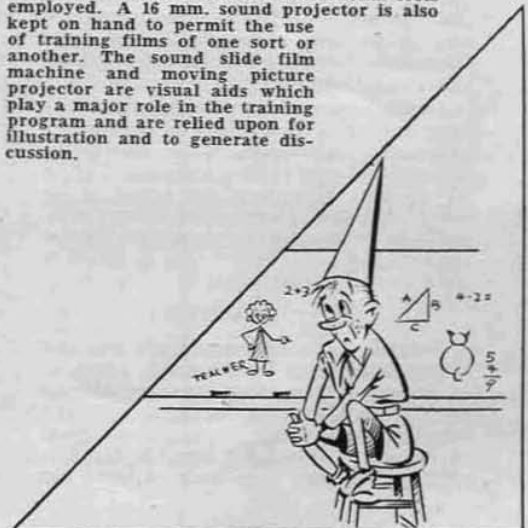 employed. A 16 mm. sound projector is also
kept on hand to permit the use
of training films of one sort or
another. The sound slide film
machine and moving picture
projector are visual aids which
play a major role in the training
program and are relied upon for
illustration and to generate dis-
cussion.
2+3
A B 4-2=
C
TEACHER
5
4
9